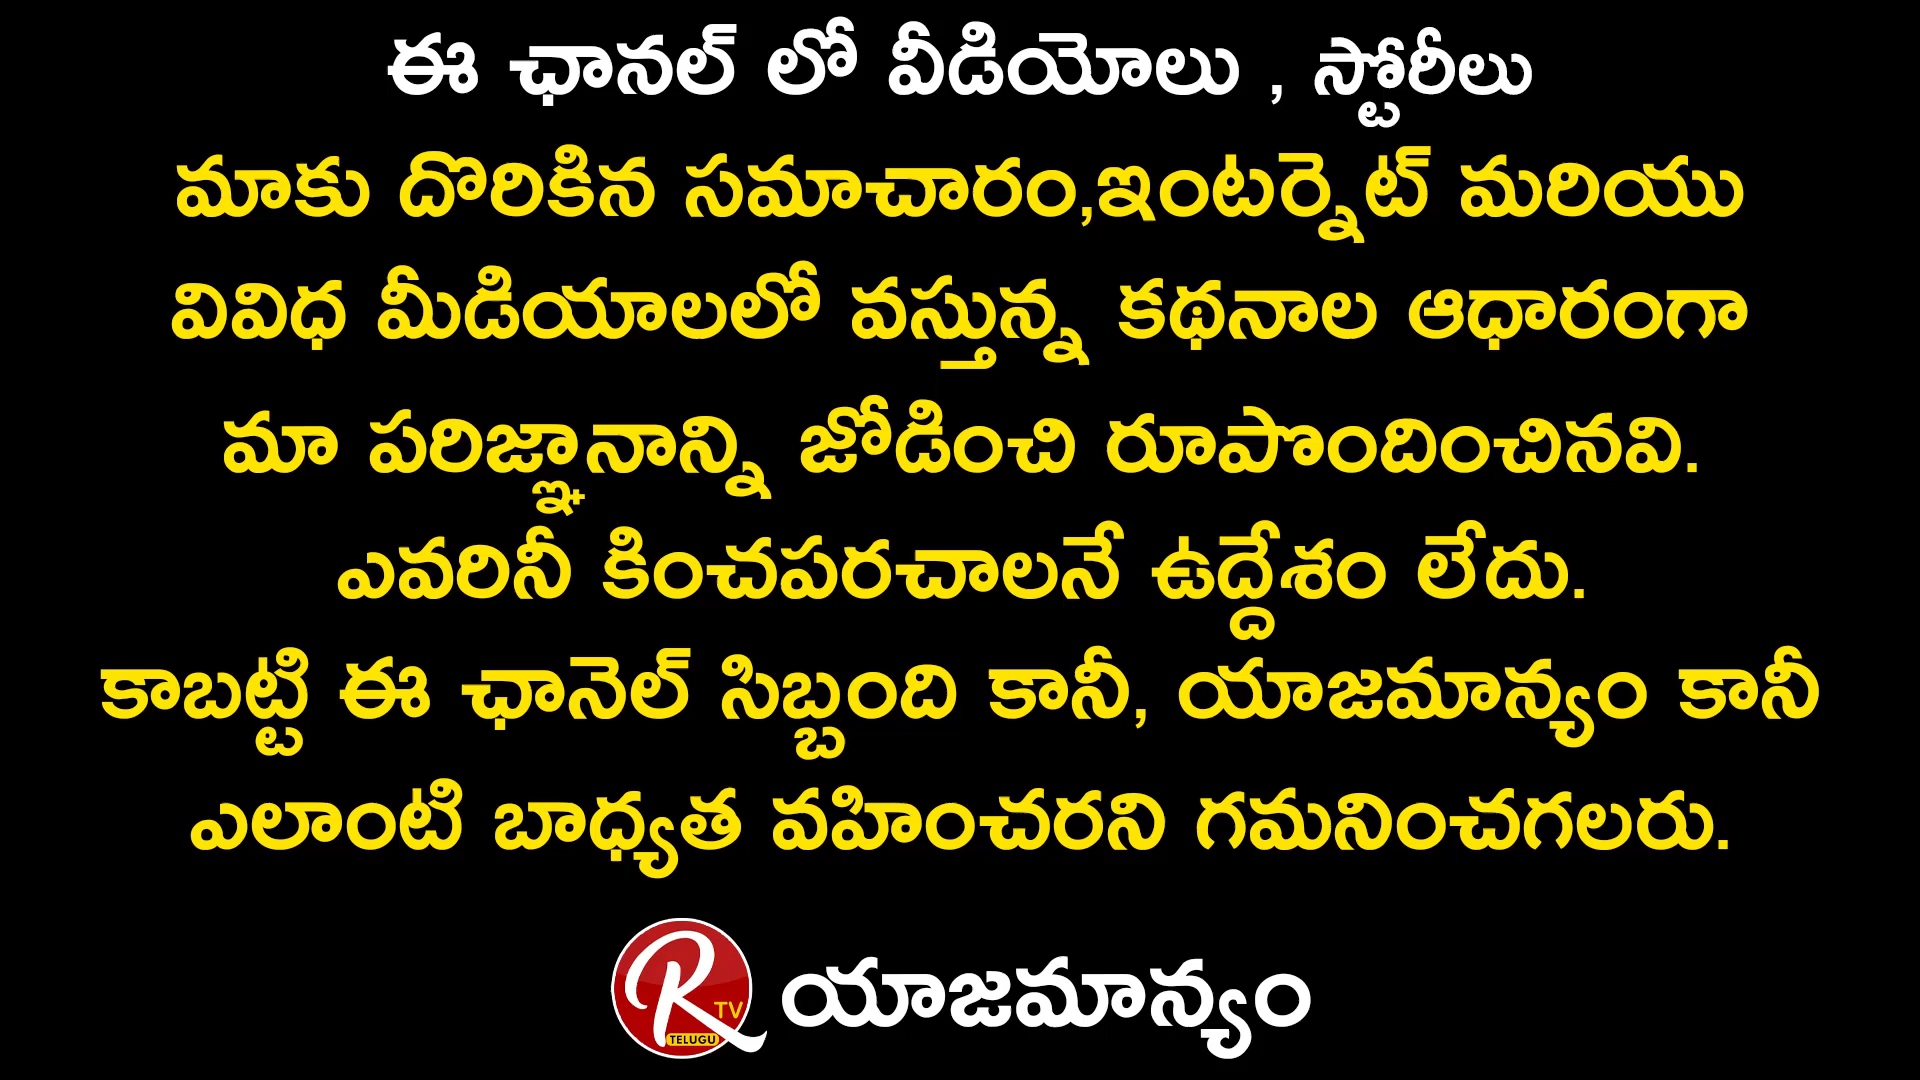 ఈ ఛానల్ లో వీడియోలు , స్టోరీలు
మాకు దొరికిన సమాచారం,ఇంటర్నెట్ మరియు
వివిధ మీడియాలలో వస్తున్న కథనాల ఆధారంగా
మా పరిజ్ఞానాన్ని జోడించి రూపొందించినవి.
ఎవరినీ కించపరచాలనే ఉద్దేశం లేదు.
కాబట్టి ఈ ఛానెల్ సిబ్బంది కానీ, యాజమాన్యం కానీ
ఎలాంటి బాధ్యత వహించరని గమనించగలరు.
R TV TELUGU యాజమాన్యం